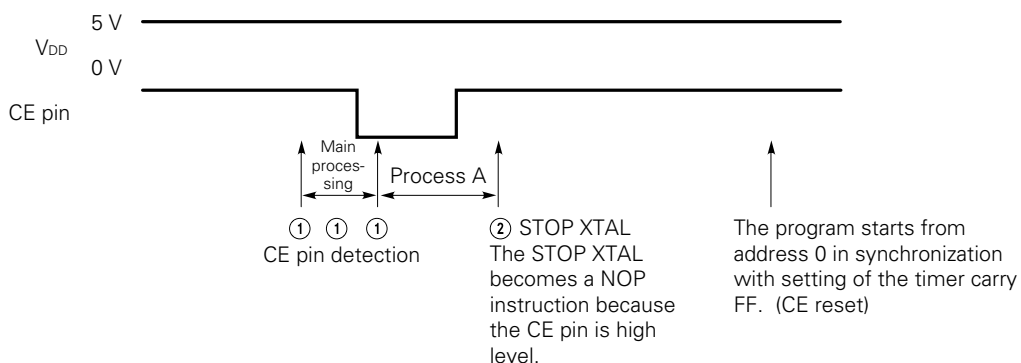 5 V
VDD
0 V
CE pin
Main
proces-
sing
Process A
① ① ①
CE pin detection
② STOP XTAL
The STOP XTAL
becomes a NOP
instruction because
the CE pin is high
level.
The program starts from
address 0 in synchronization
with setting of the timer carry
FF. (CE reset)